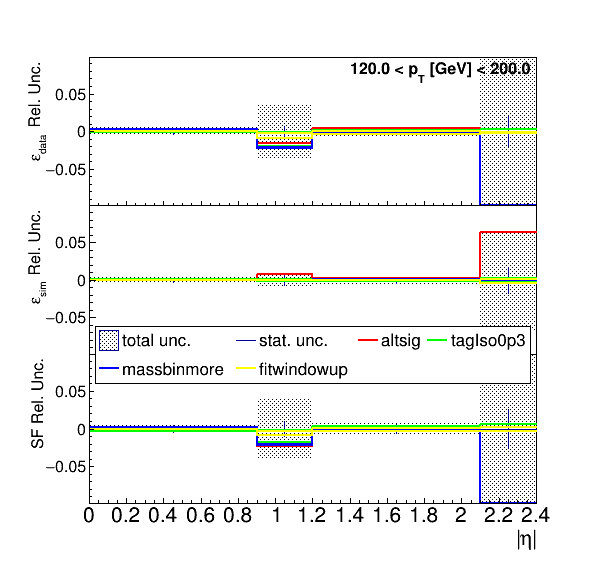 120.0 < p_T [GeV] < 200.0
ε_data Rel. Unc.
0.05
0
−0.05
ε_sim Rel. Unc.
0.05
0
−0.05
total unc. stat. unc. altsig tagIso0p3
massbinmore fitwindowup
SF Rel. Unc.
0.05
0
−0.05
0 0.2 0.4 0.6 0.8 1 1.2 1.4 1.6 1.8 2 2.2 2.4
|η|